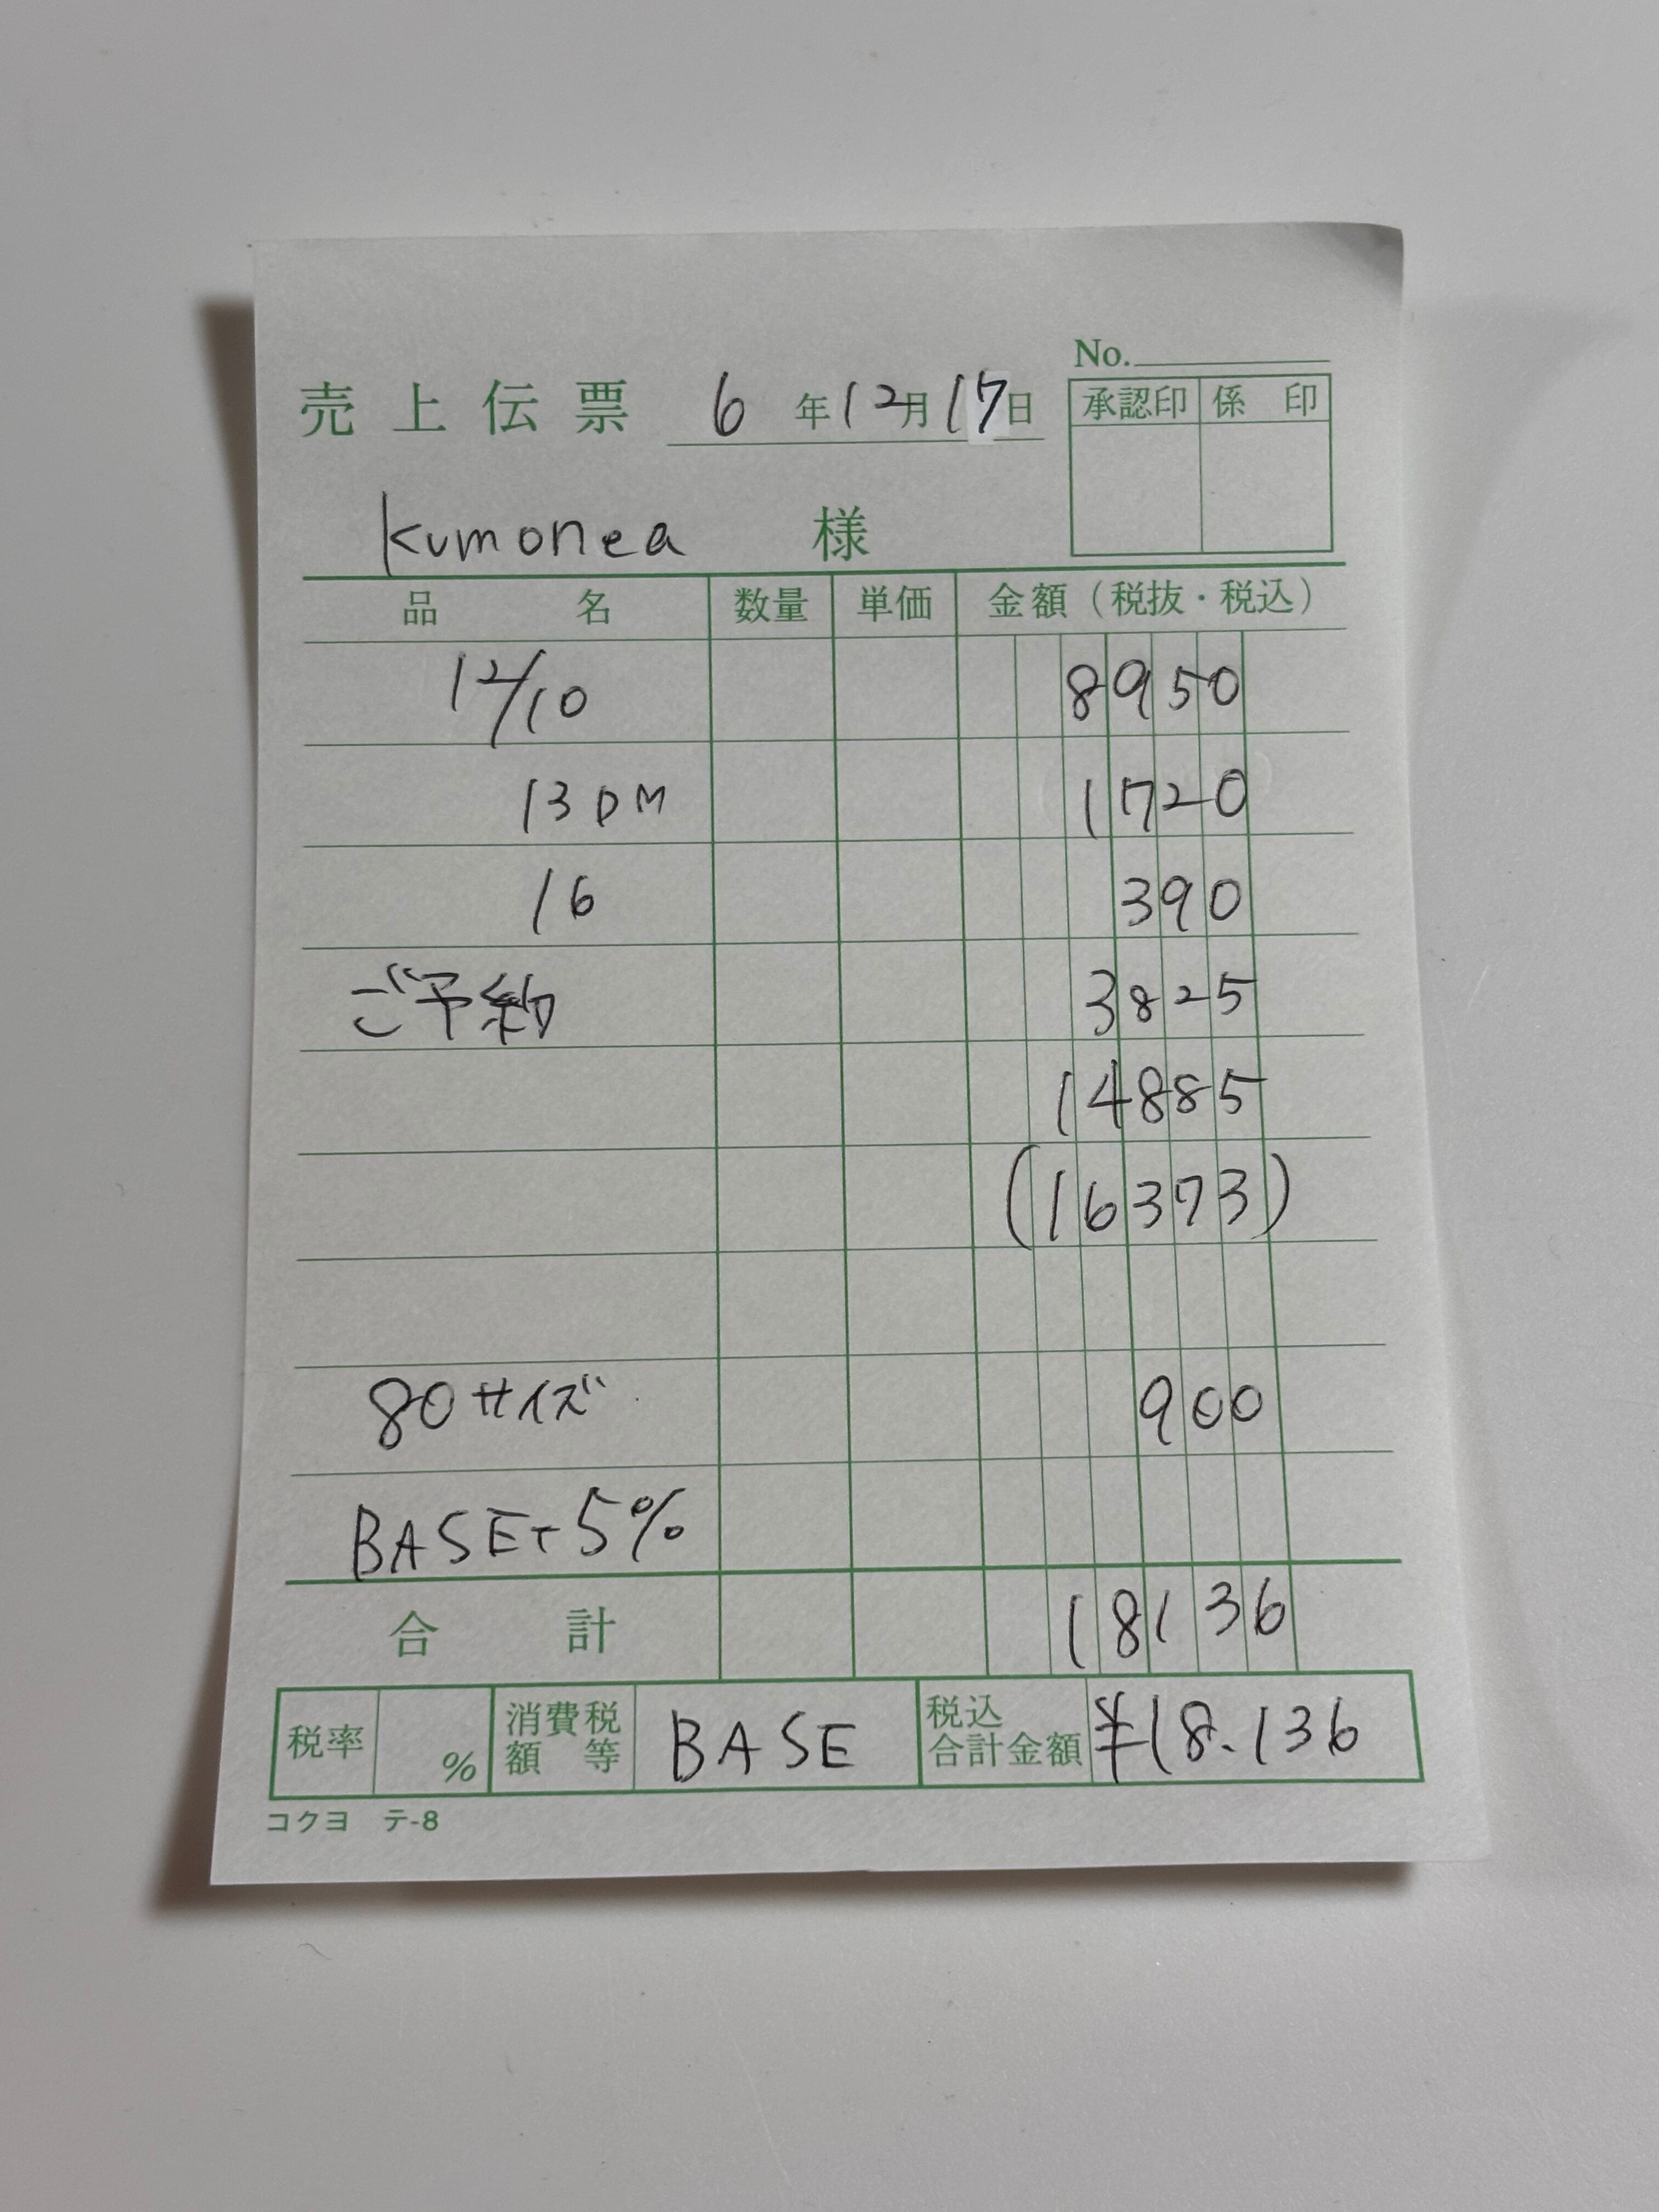 No.
売上伝票 6年12月17日
承認印 係印
kumonea 様
品名 数量 単価 金額（税抜・税込）
12/10 8950
13 DM 1720
16 390
ご予約 3825
14885
(16373)
80サイズ 900
BASE+5%
合計 18136
税率 % 消費税額等 BASE 税込合計金額 ¥18.136
コクヨ テ-8